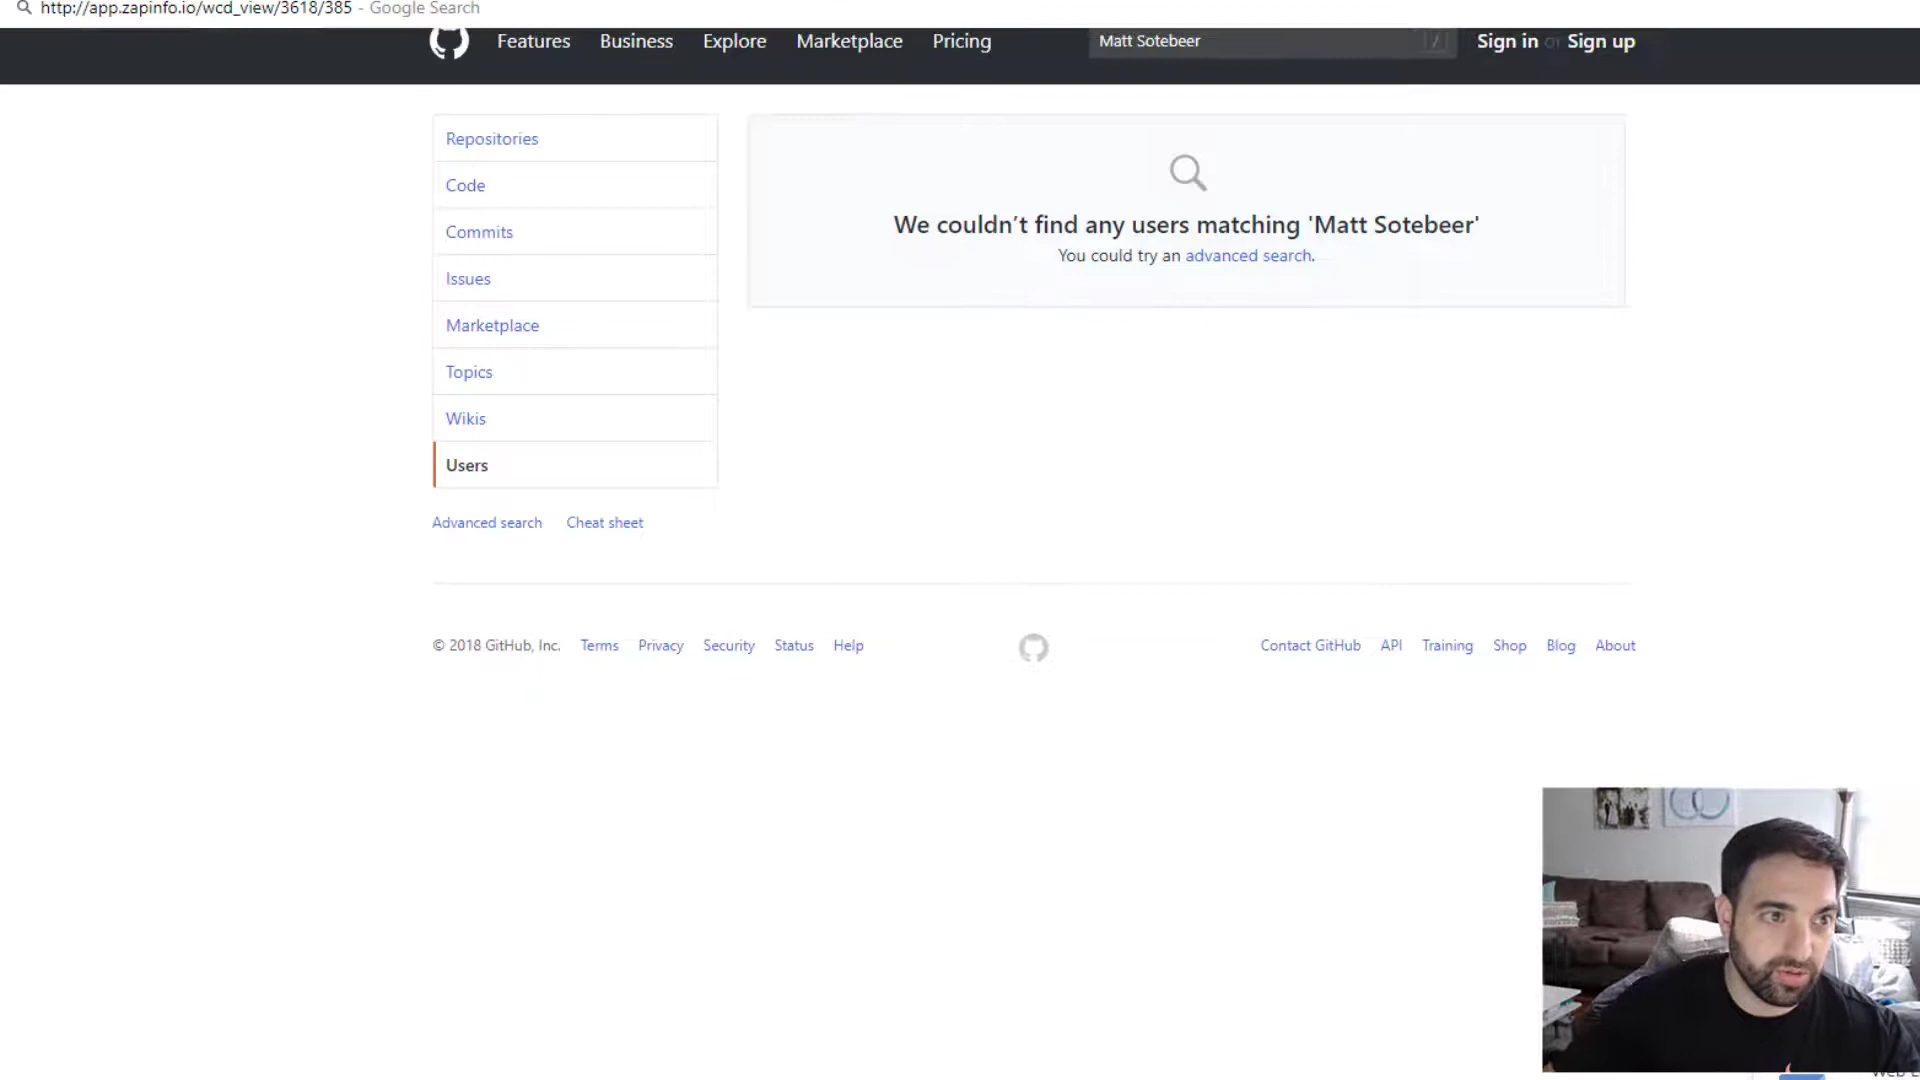 http://app.zapinfo.io/wcd_view/3618/385 - Google Search
Features Business Explore Marketplace Pricing Matt Sotebeer / Sign in or Sign up
Repositories
Code
Commits
Issues
Marketplace
Topics
Wikis
Users
Advanced search Cheat sheet
We couldn’t find any users matching 'Matt Sotebeer'
You could try an advanced search.
© 2018 GitHub, Inc. Terms Privacy Security Status Help Contact GitHub API Training Shop Blog About